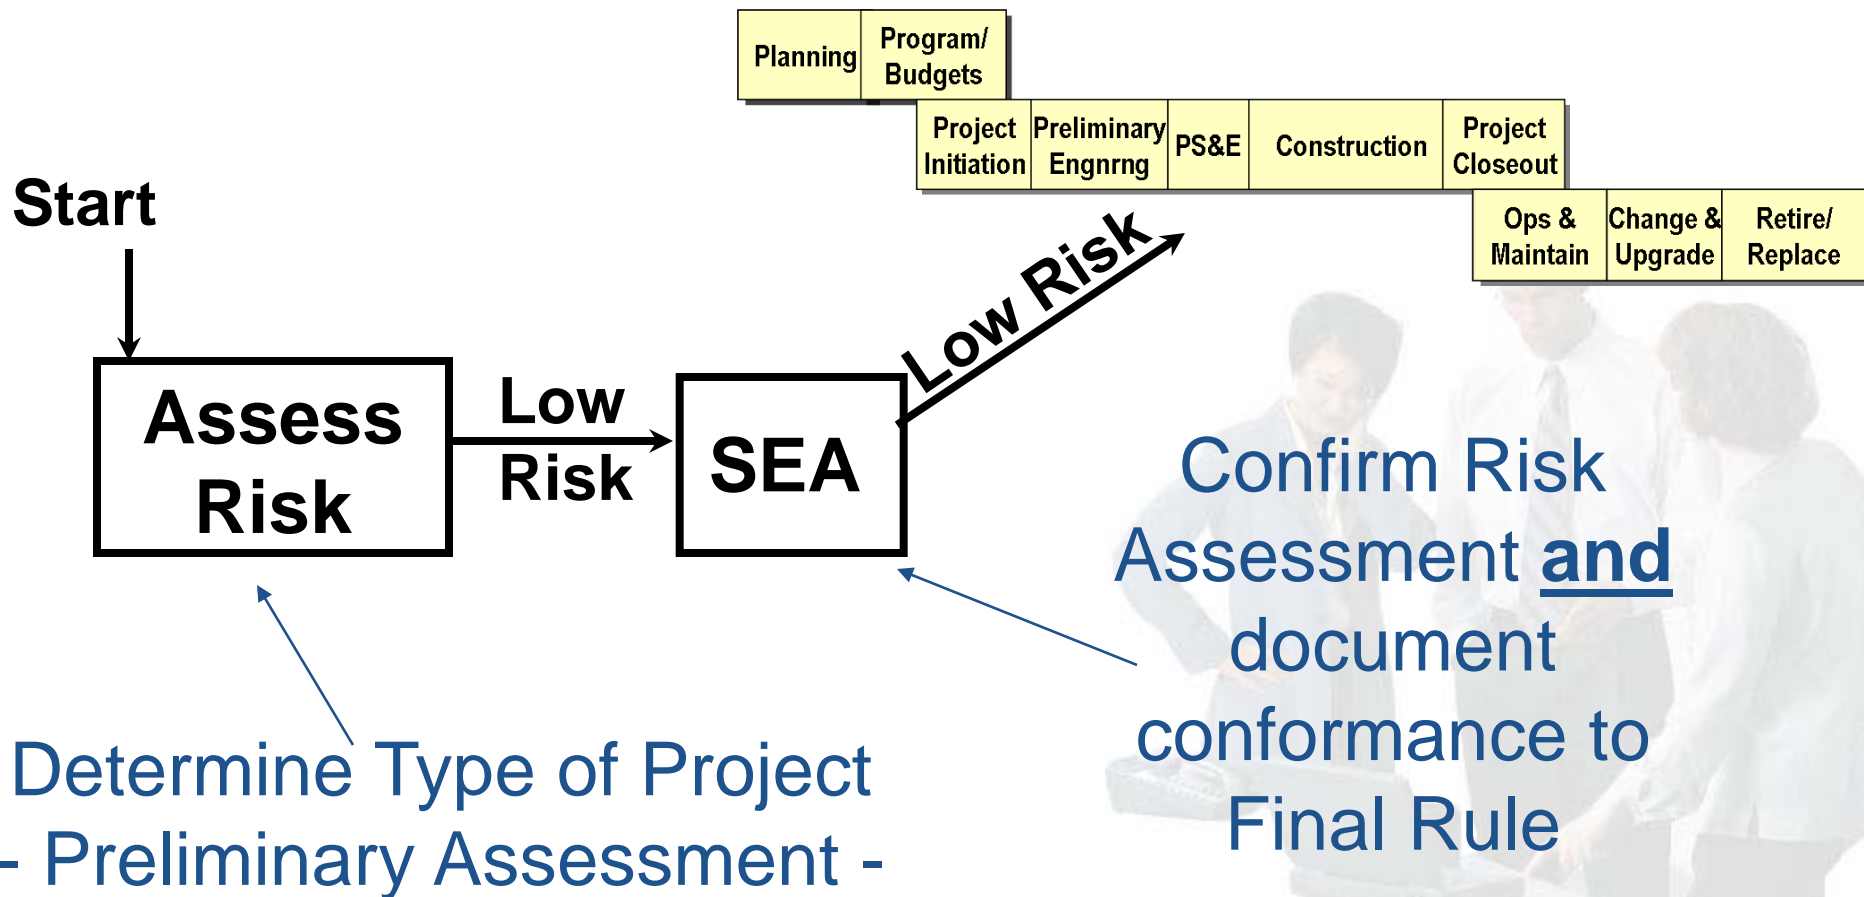 Planning
Program/
Budgets
Project
Initiation
Preliminary
Engnrng
PS&E
Construction
Project
Closeout
Ops &
Maintain
Change &
Upgrade
Retire/
Replace
Start
Assess
Risk
Low
Risk
SEA
Low Risk
Confirm Risk
Assessment and
document
conformance to
Final Rule
Determine Type of Project
- Preliminary Assessment -